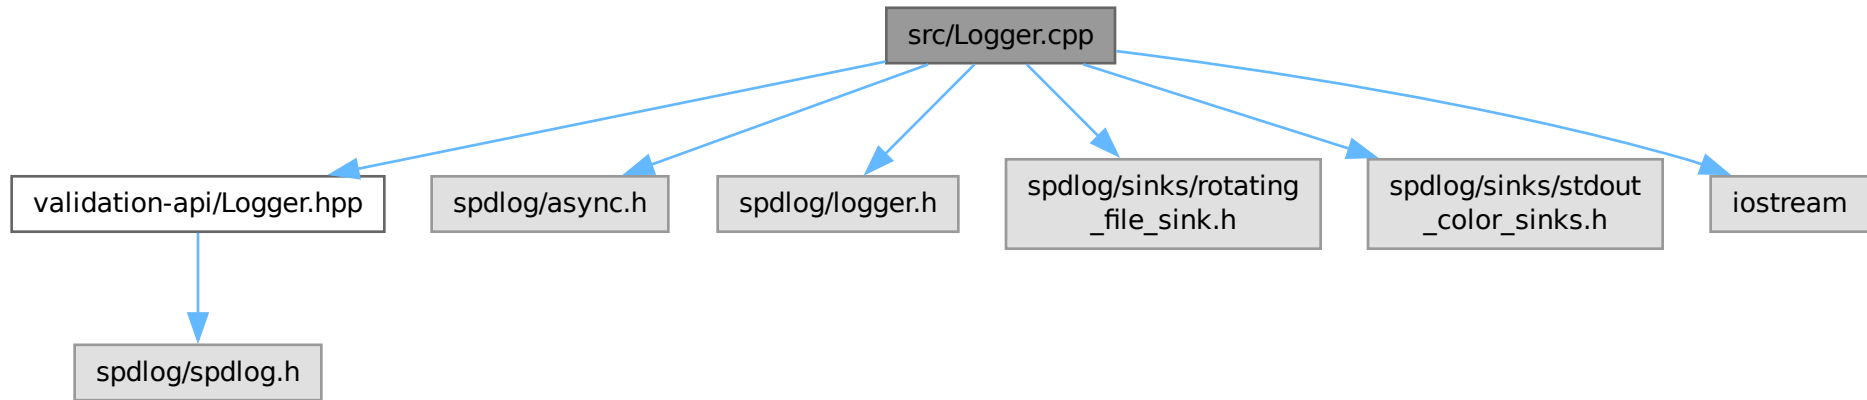 src/Logger.cpp
validation-api/Logger.hpp
spdlog/async.h
spdlog/logger.h
spdlog/sinks/rotating
_file_sink.h
spdlog/sinks/stdout
_color_sinks.h
iostream
spdlog/spdlog.h